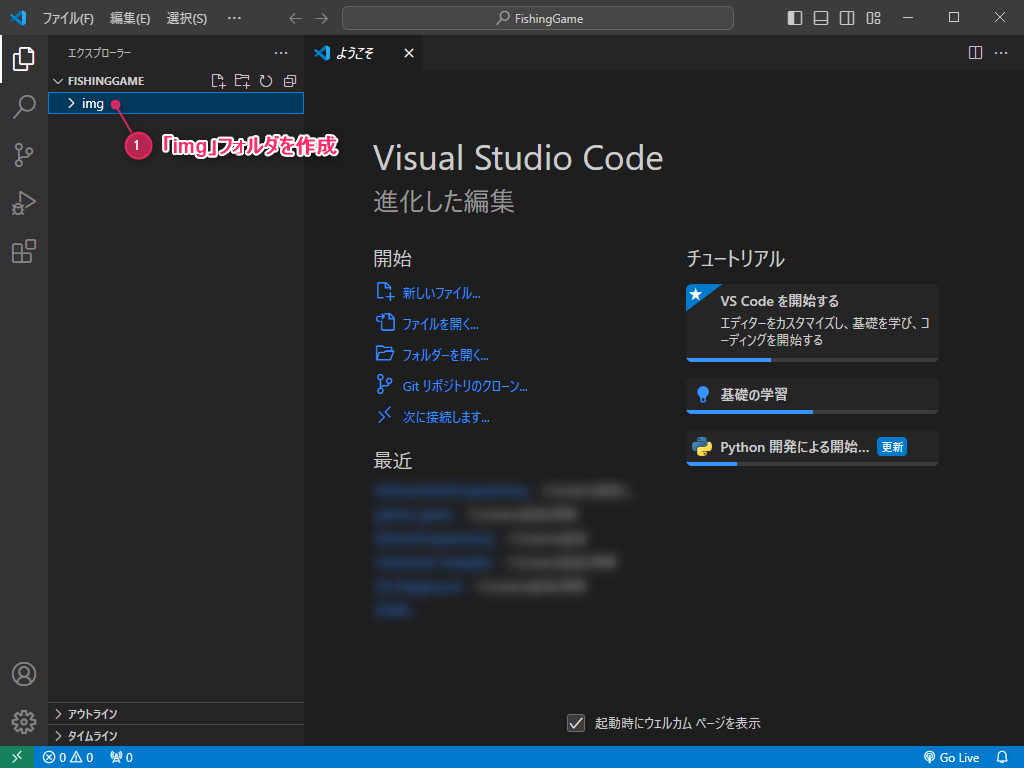 ファイル(F) 編集(E) 選択(S) ··· FishingGame
エクスプローラー ···
ようこそ
FISHINGGAME
img
1 「img」フォルダを作成
Visual Studio Code
進化した編集
開始
新しいファイル...
ファイルを開く...
フォルダーを開く...
Git リポジトリのクローン...
次に接続します...
最近
チュートリアル
VS Code を開始する
エディターをカスタマイズし、基礎を学び、コ
ーディングを開始する
基礎の学習
Python 開発による開始... 更新
起動時にウェルカム ページを表示
アウトライン
タイムライン
0 0 0 Go Live